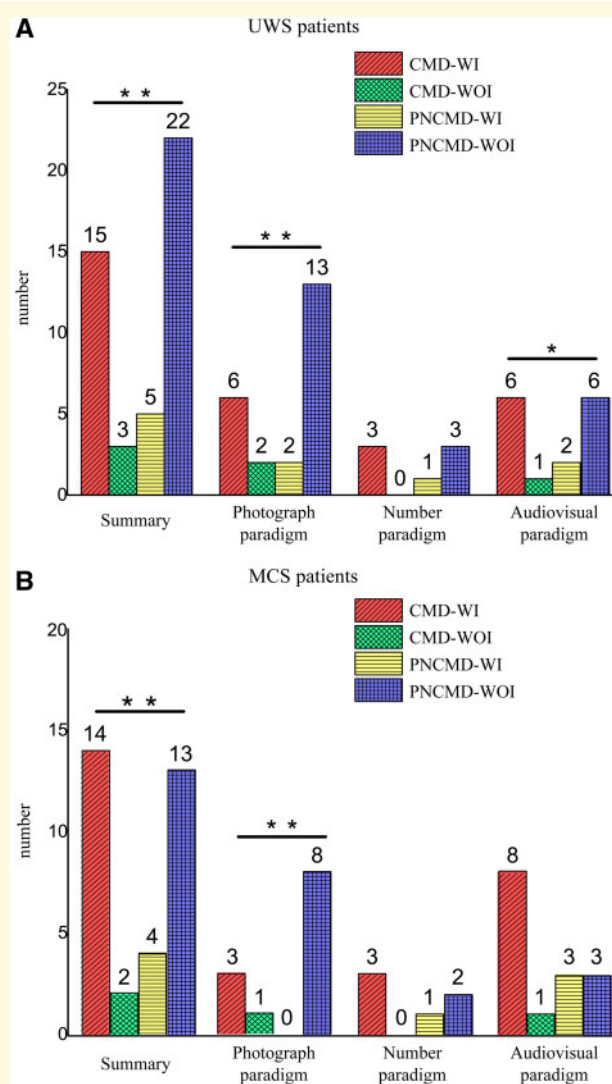 A
UWS patients
25
20
15
10
5
0
number
CMD-WI
CMD-WOI
PNCMD-WI
PNCMD-WOI
* *
15
3
5
22
* *
6
2
2
13
3
0
1
3
*
6
1
2
6
Summary
Photograph
paradigm
Number
paradigm
Audiovisual
paradigm
B
MCS patients
20
15
10
5
0
number
CMD-WI
CMD-WOI
PNCMD-WI
PNCMD-WOI
* *
14
2
4
13
* *
3
1
0
8
3
0
1
2
8
1
3
3
Summary
Photograph
paradigm
Number
paradigm
Audiovisual
paradigm